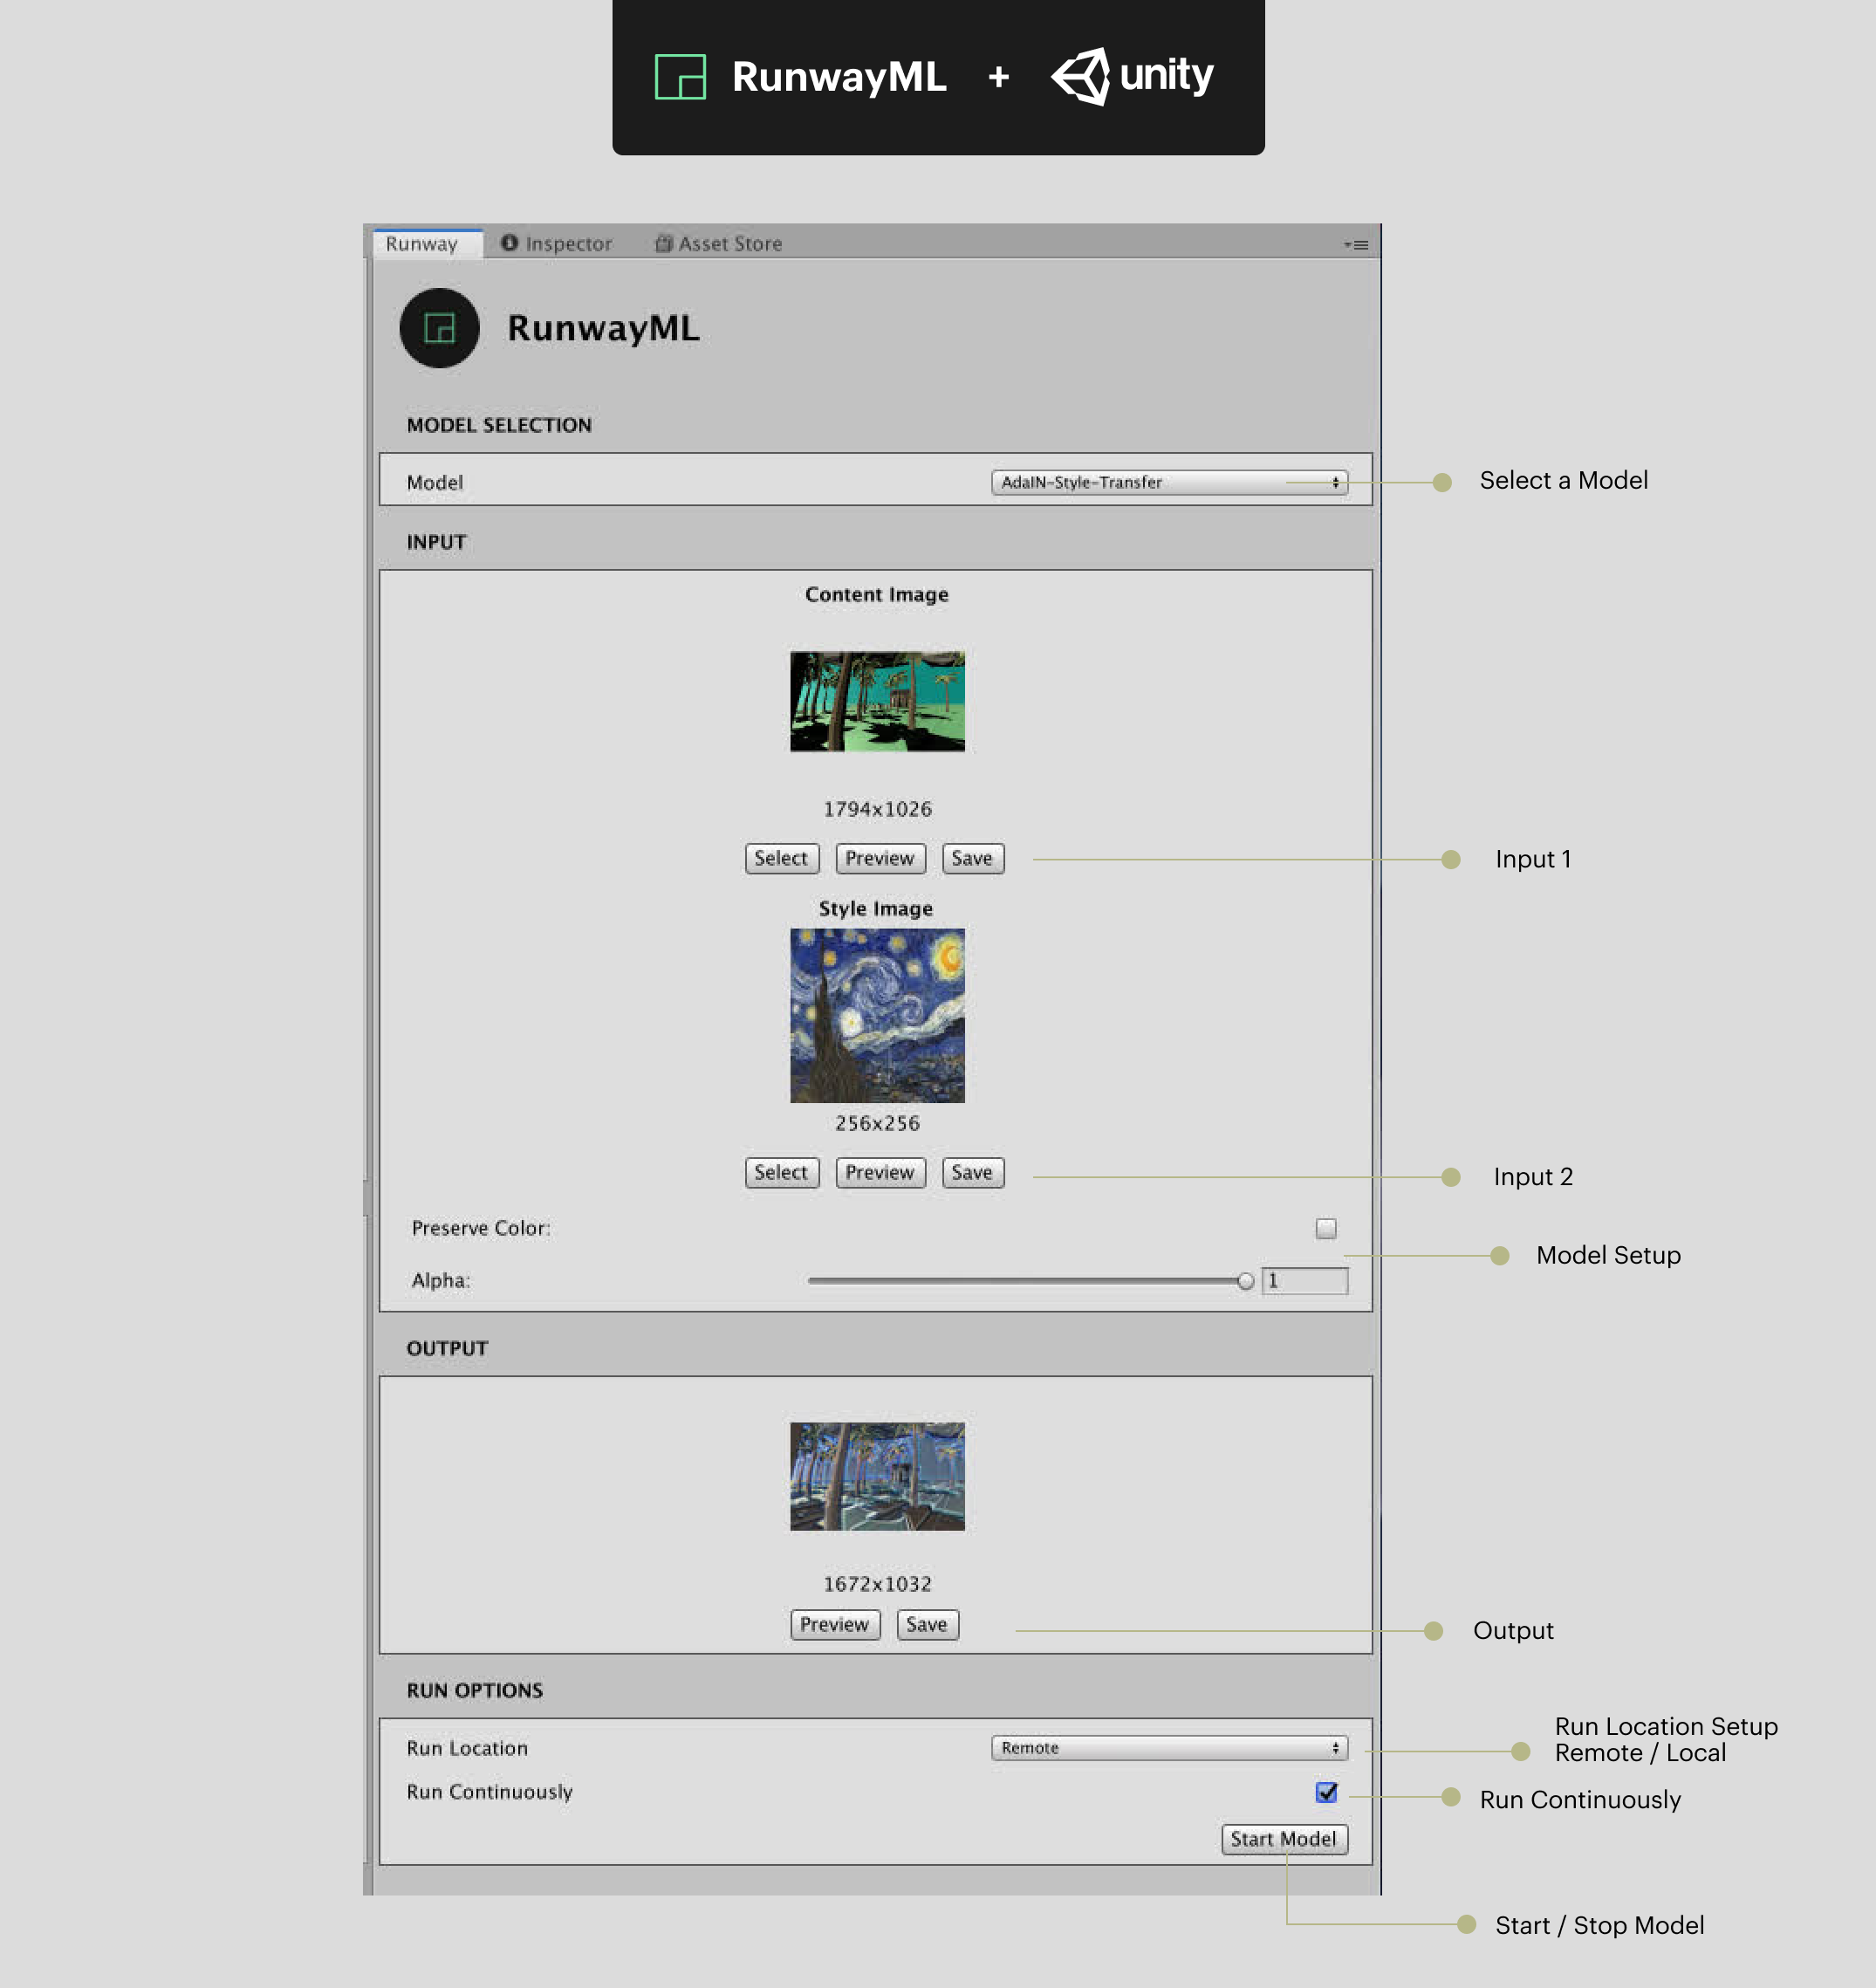 RunwayML + unity
Runway Inspector Asset Store
RunwayML
MODEL SELECTION
Model AdaIN-Style-Transfer Select a Model
INPUT
Content Image
1794x1026
Select Preview Save Input 1
Style Image
256x256
Select Preview Save Input 2
Preserve Color:
Model Setup
Alpha: 1
OUTPUT
1672x1032
Preview Save Output
RUN OPTIONS
Run Location Remote
Run Location Setup
Remote / Local
Run Continuously Run Continuously
Start Model
Start / Stop Model